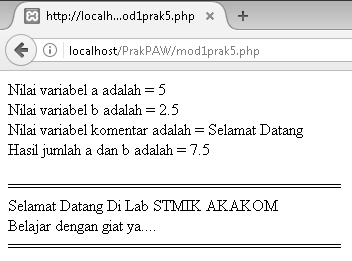 http://localh...od1prak5.php
localhost/PrakPAW/mod1prak5.php
Nilai variabel a adalah = 5
Nilai variabel b adalah = 2.5
Nilai variabel komentar adalah = Selamat Datang
Hasil jumlah a dan b adalah = 7.5
Selamat Datang Di Lab STMIK AKAKOM
Belajar dengan giat ya....